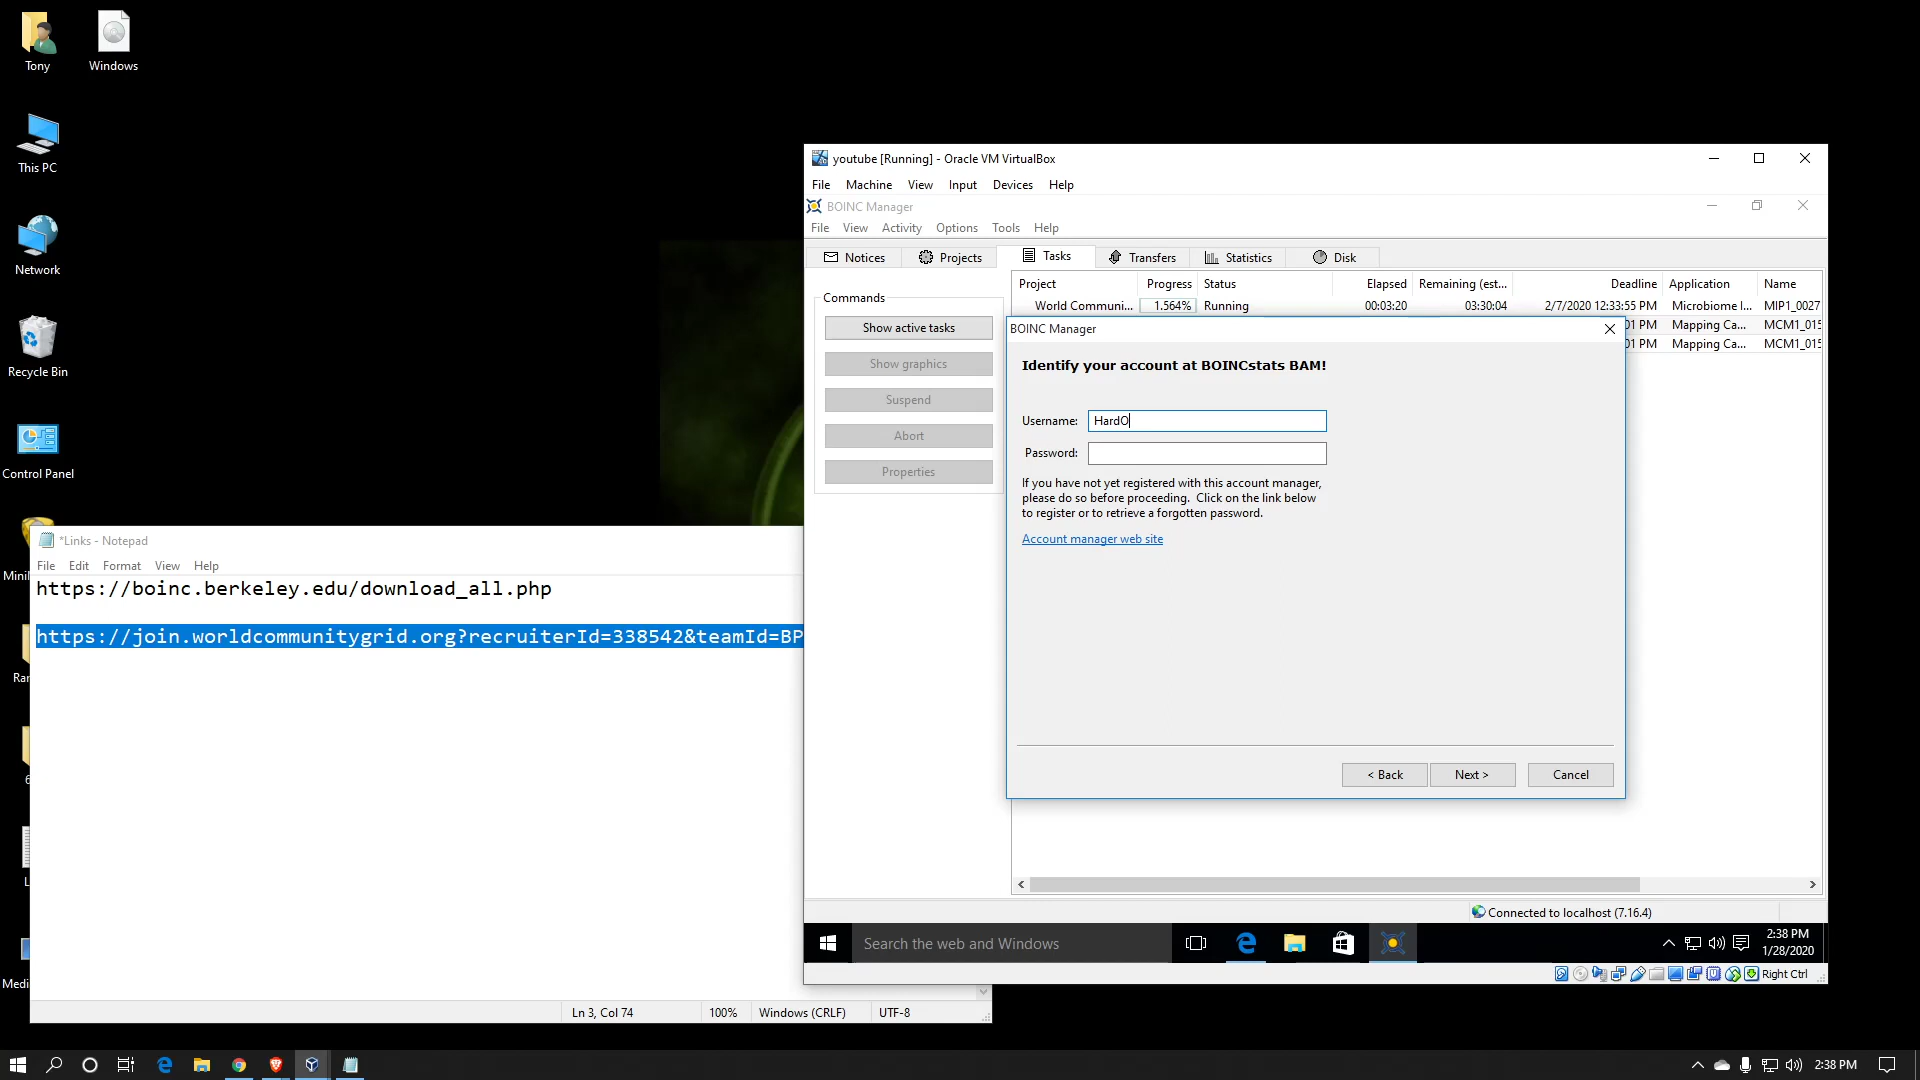 Tony
Windows
This PC
Network
Recycle Bin
Control Panel
*Links - Notepad
File Edit Format View Help
https://boinc.berkeley.edu/download_all.php
https://join.worldcommunitygrid.org?recruiterId=338542&teamId=BP
Ln 3, Col 74 100% Windows (CRLF) UTF-8
youtube [Running] - Oracle VM VirtualBox
File Machine View Input Devices Help
BOINC Manager
File View Activity Options Tools Help
Notices Projects Tasks Transfers Statistics Disk
Commands
Show active tasks
Show graphics
Suspend
Abort
Properties
Project Progress Status Elapsed Remaining (est... Deadline Application Name
World Communi... 1.564% Running 00:03:20 03:30:04 2/7/2020 12:33:55 PM Microbiome I... MIP1_0027
01 PM Mapping Ca... MCM1_015
01 PM Mapping Ca... MCM1_015
BOINC Manager
Identify your account at BOINCstats BAM!
Username: HardO
Password:
If you have not yet registered with this account manager,
please do so before proceeding. Click on the link below
to register or to retrieve a forgotten password.
Account manager web site
< Back Next > Cancel
Connected to localhost (7.16.4)
Search the web and Windows
2:38 PM
1/28/2020
Right Ctrl
2:38 PM